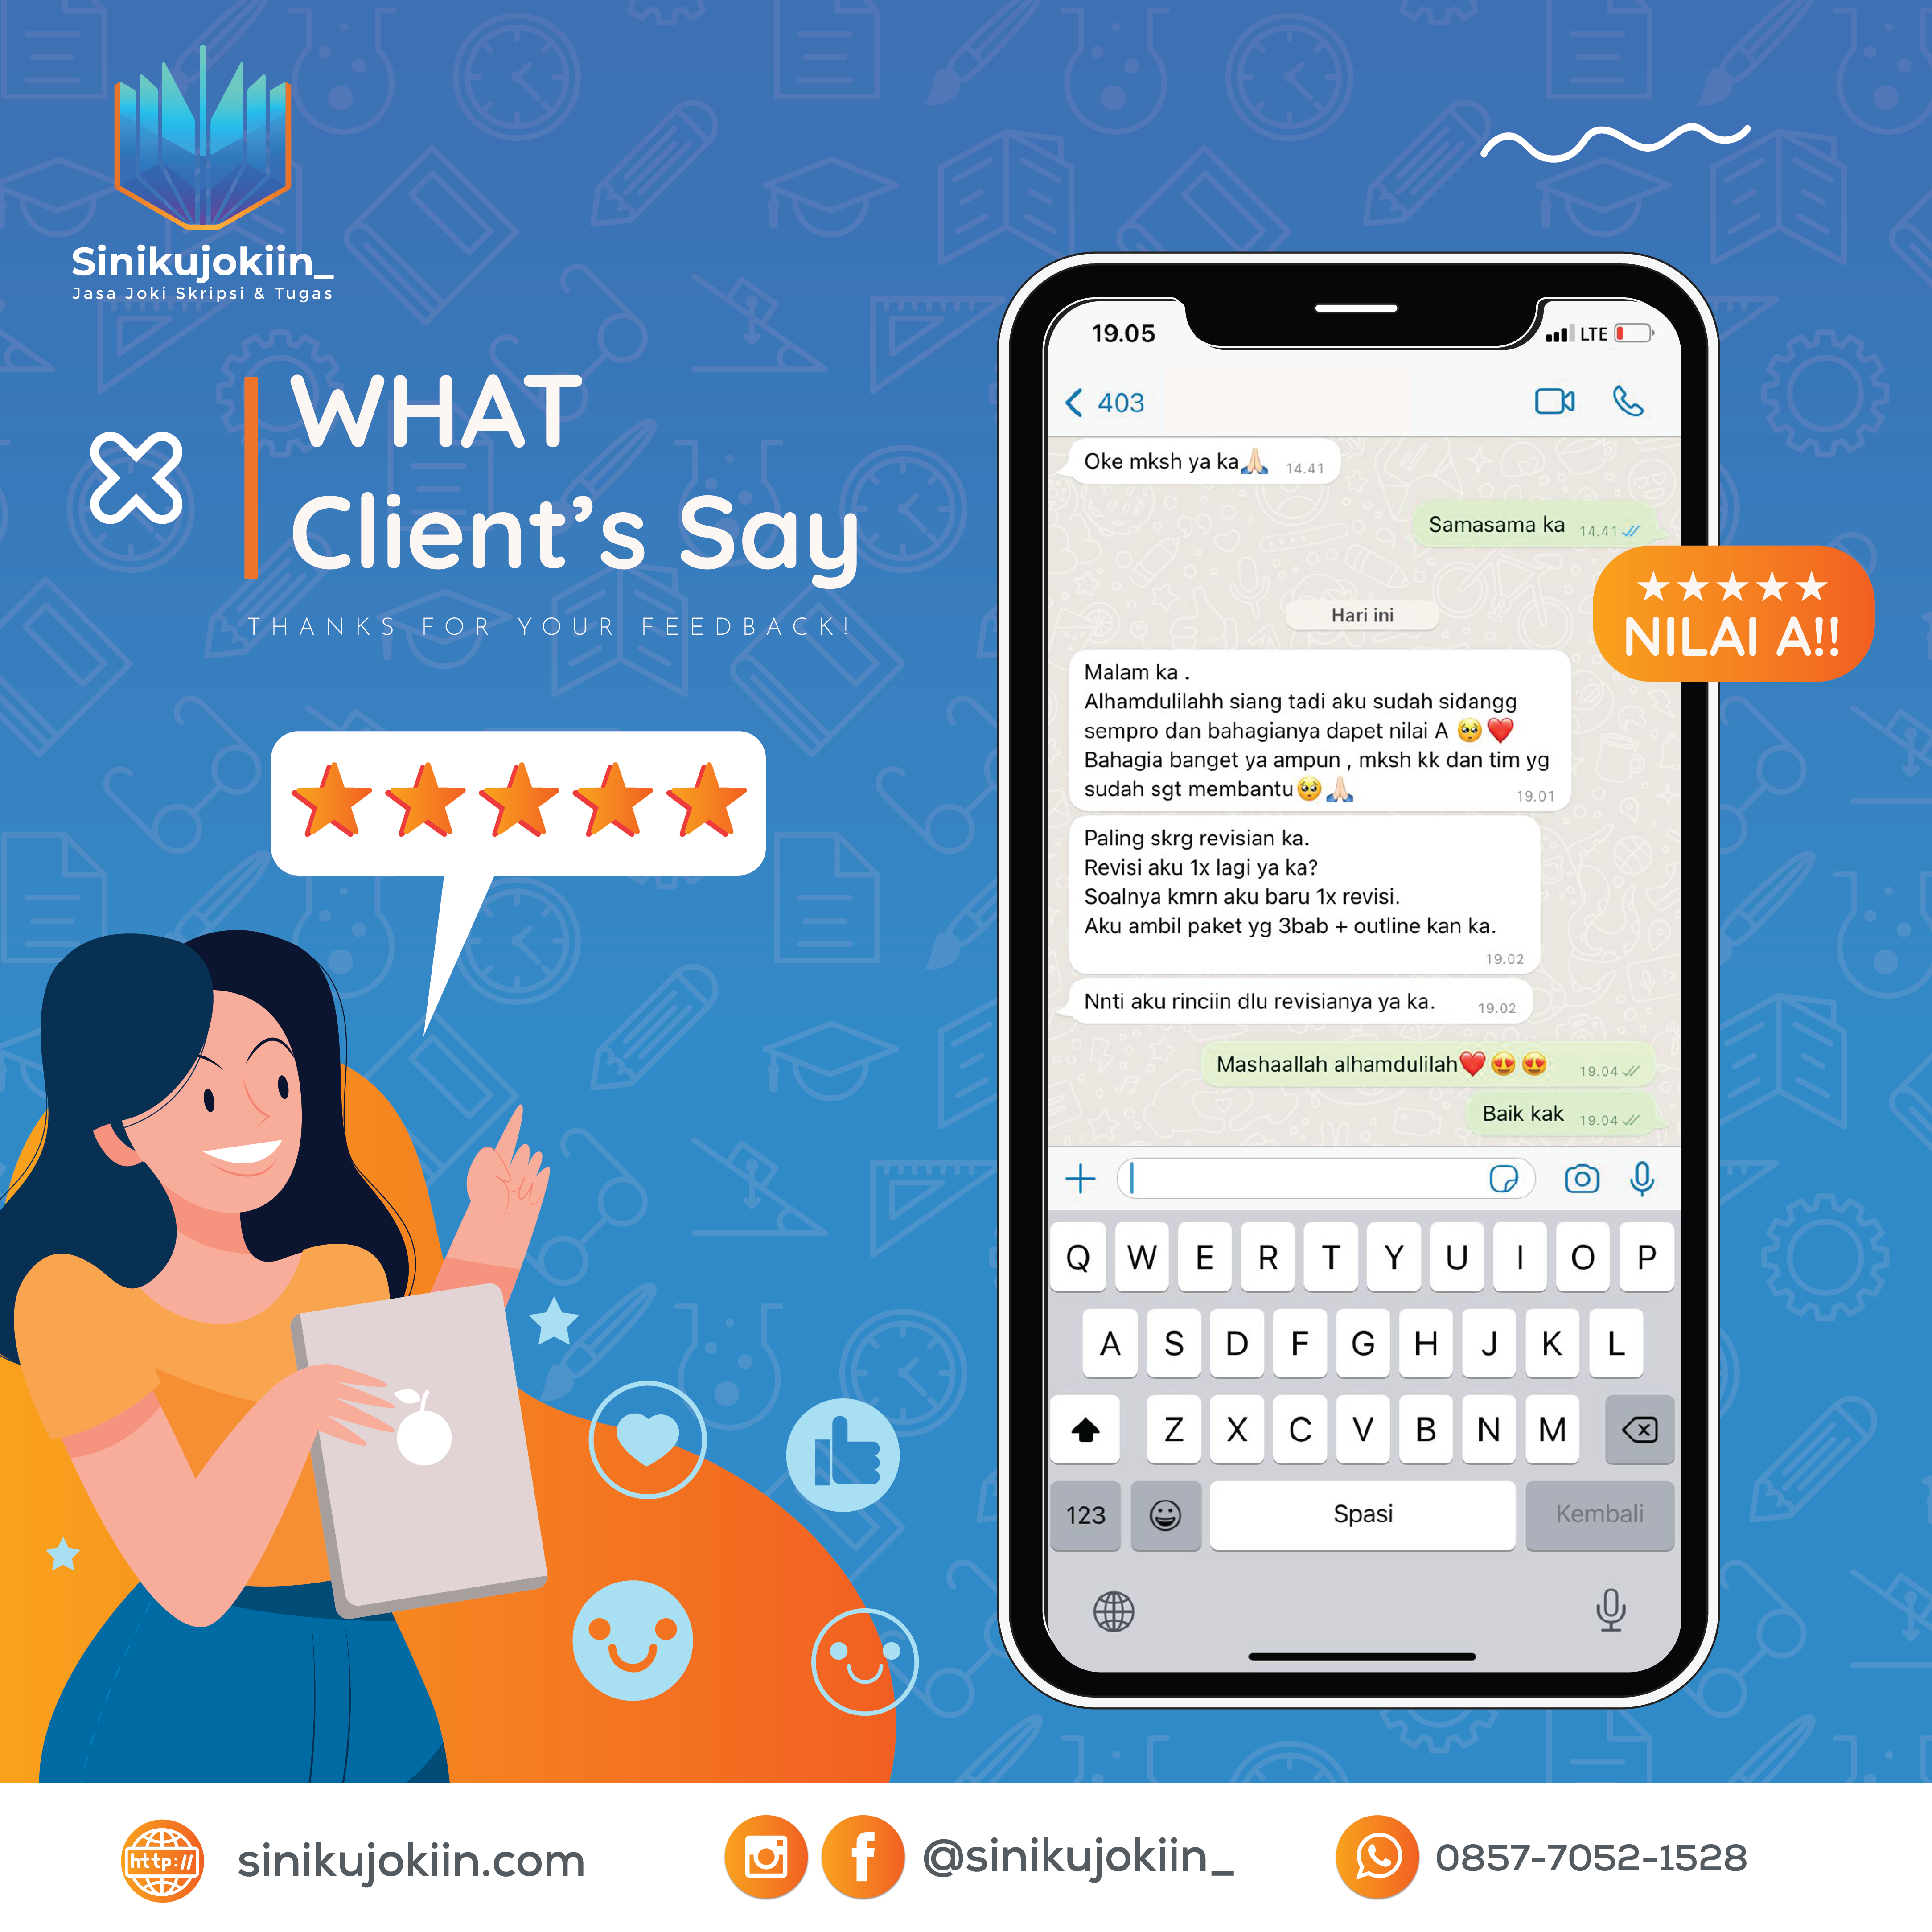 Sinikujokiin_
Jasa Joki Skripsi & Tugas
WHAT
Client's Say
THANKS FOR YOUR FEEDBACK!
19.05
LTE
403
Oke mksh ya ka🙏🏻 14.41
Samasama ka 14.41
Hari ini
Malam ka .
Alhamdulilahh siang tadi aku sudah sidangg
sempro dan bahagianya dapet nilai A 🥺❤️
Bahagia banget ya ampun , mksh kk dan tim yg
sudah sgt membantu🥺🙏🏻 19.01
Paling skrg revisian ka.
Revisi aku 1x lagi ya ka?
Soalnya kmrn aku baru 1x revisi.
Aku ambil paket yg 3bab + outline kan ka.
19.02
Nnti aku rinciin dlu revisianya ya ka. 19.02
Mashaallah alhamdulilah❤️😍😍 19.04
Baik kak 19.04
NILAI A!!
Q W E R T Y U I O P
A S D F G H J K L
Z X C V B N M
123 Spasi Kembali
http://
sinikujokiin.com
@sinikujokiin_
0857-7052-1528